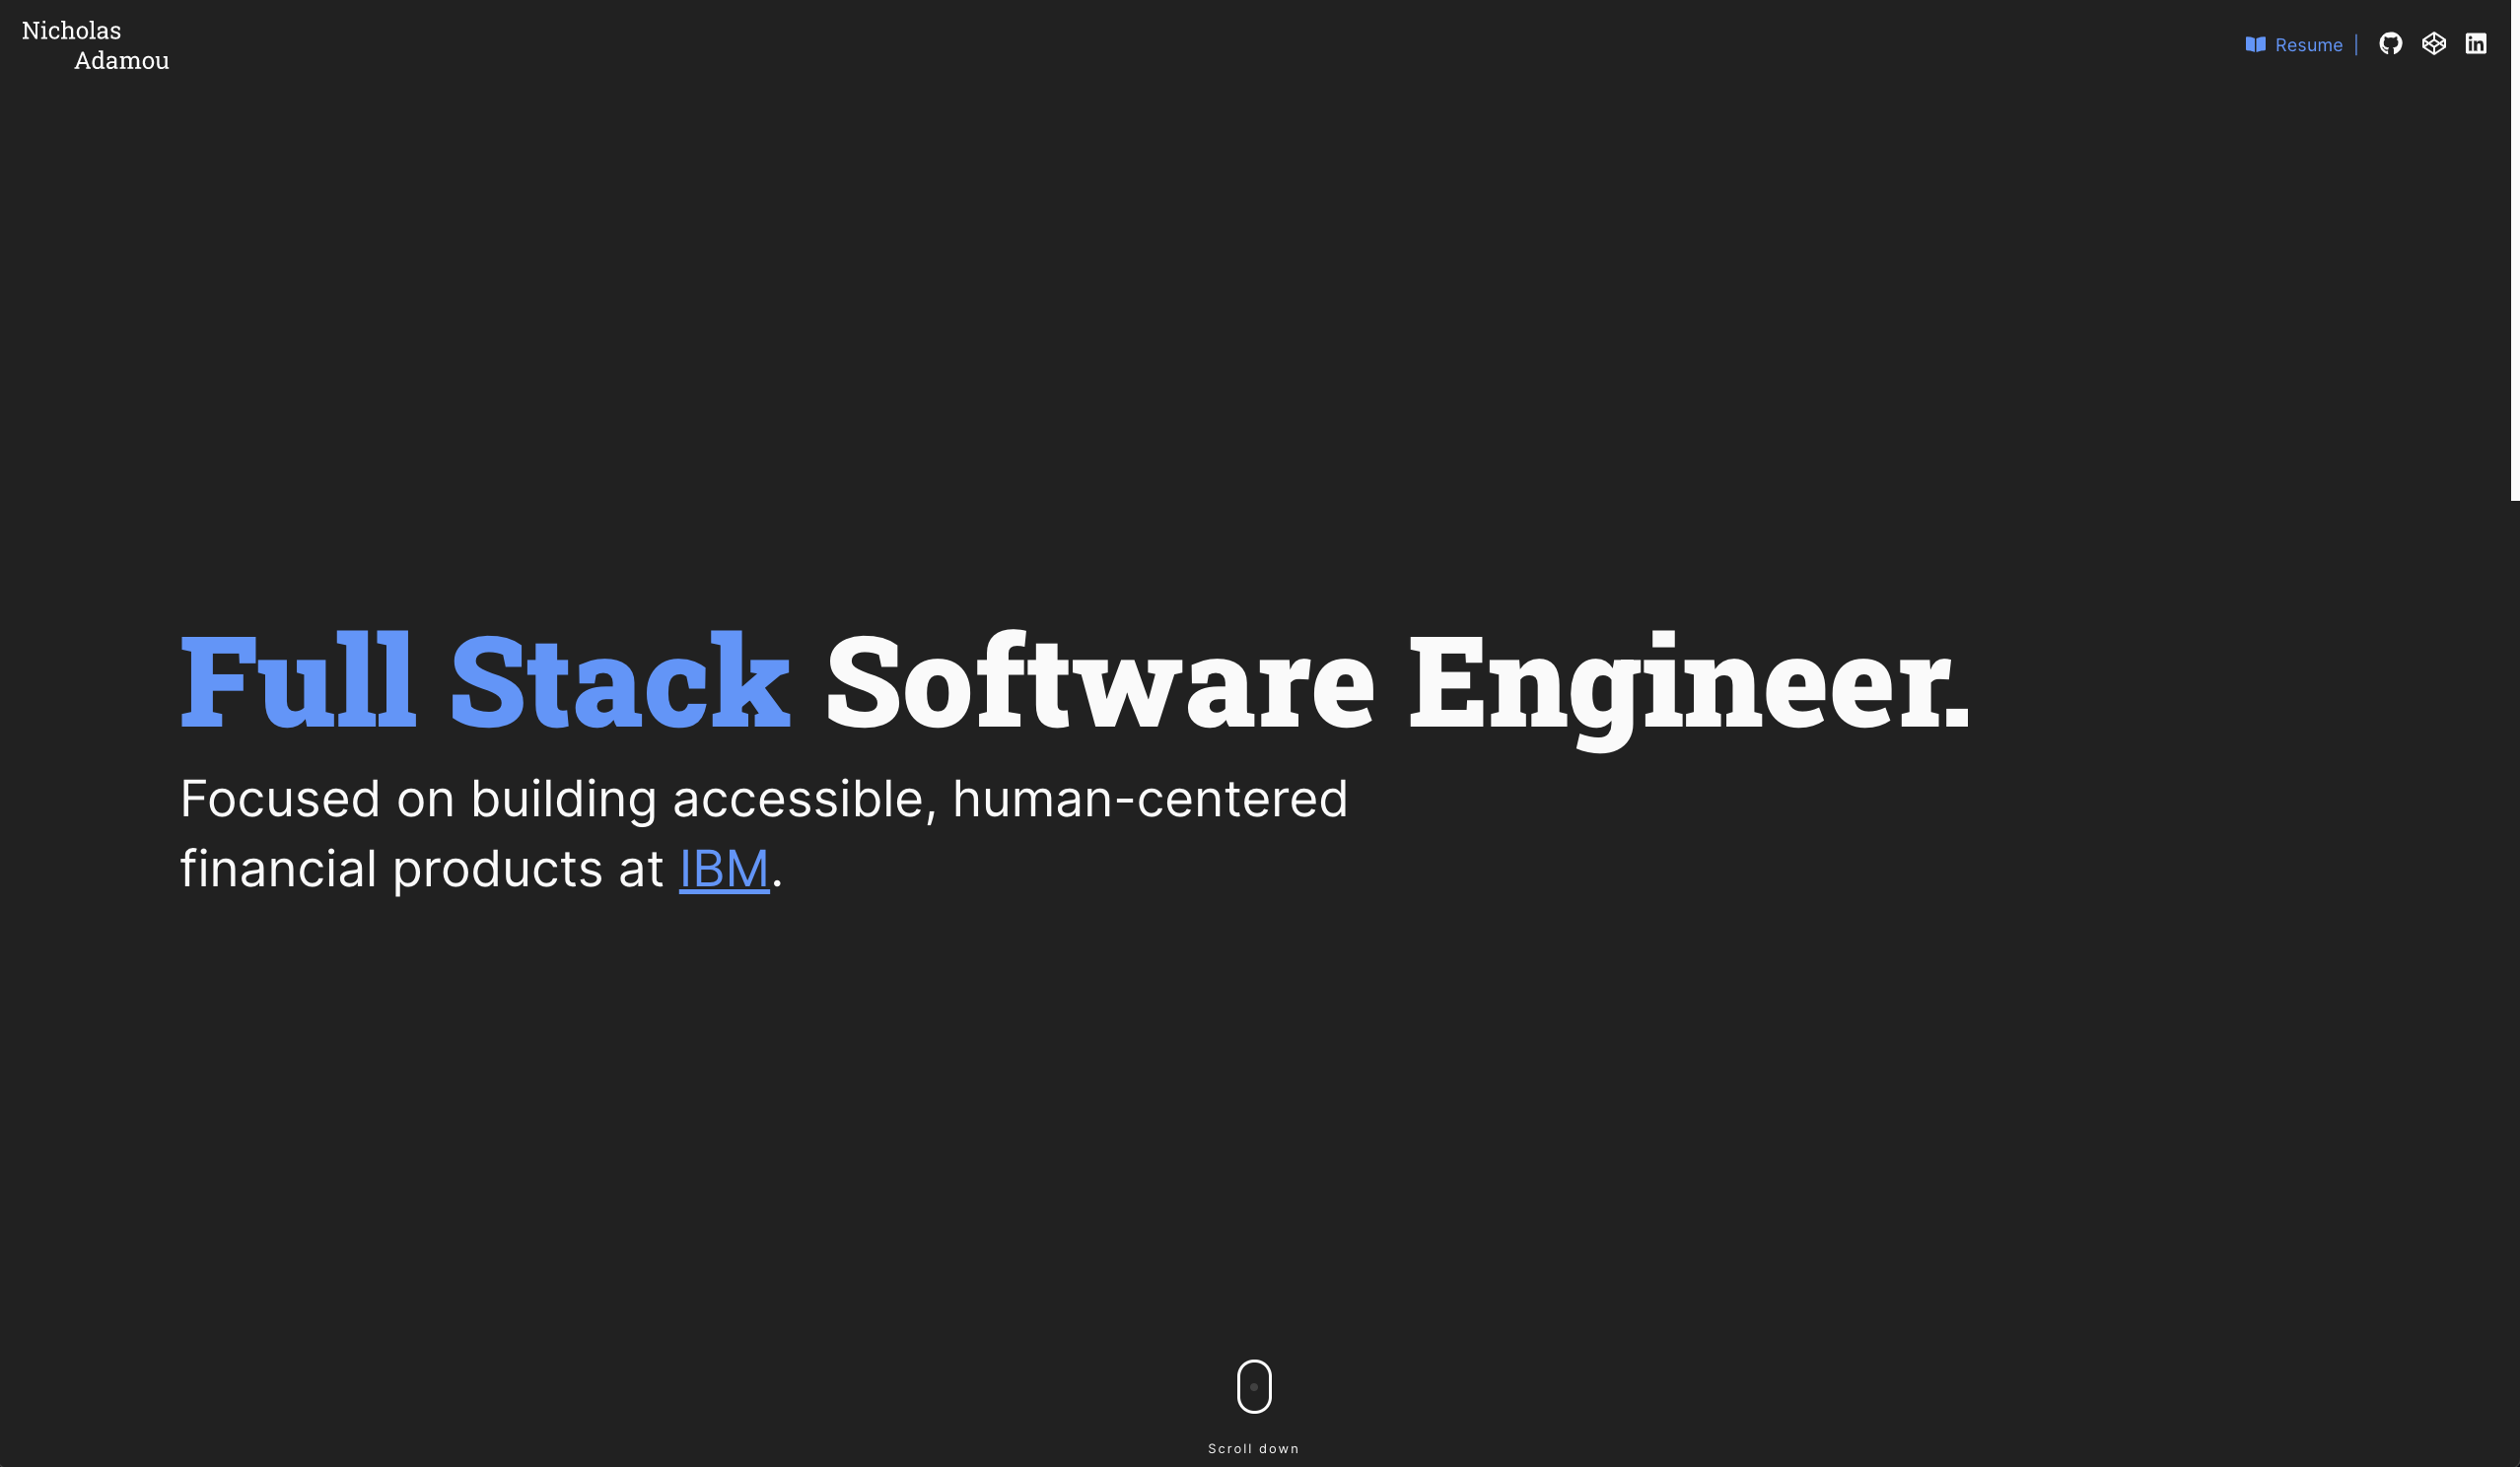 Nicholas
Adamou
Resume |
Full Stack Software Engineer.
Focused on building accessible, human-centered
financial products at IBM.
Scroll down